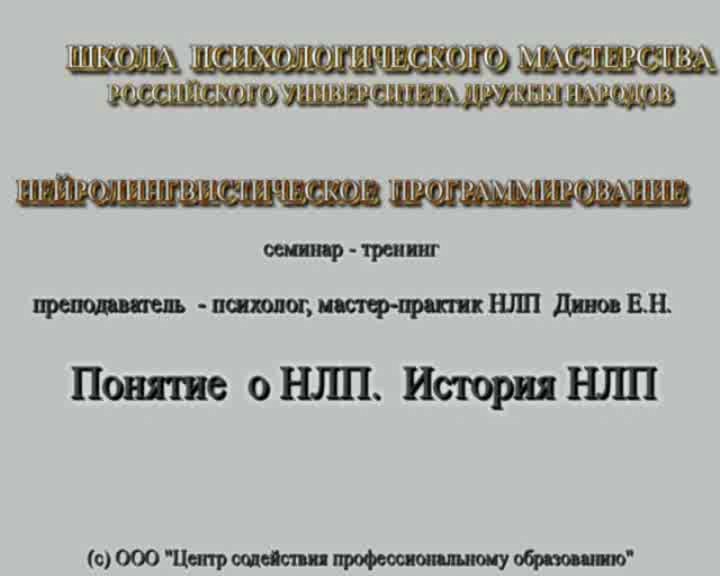 ШКОЛА ПСИХОЛОГИЧЕСКОГО МАСТЕРСТВА
РОССИЙСКОГО УНИВЕРСИТЕТА ДРУЖБЫ НАРОДОВ
НЕЙРОЛИНГВИСТИЧЕСКОЕ ПРОГРАММИРОВАНИЕ
семинар - тренинг
преподаватель - психолог, мастер-практик НЛП Динов Е.Н.
Понятие о НЛП. История НЛП
(с) ООО "Центр содействия профессиональному образованию"